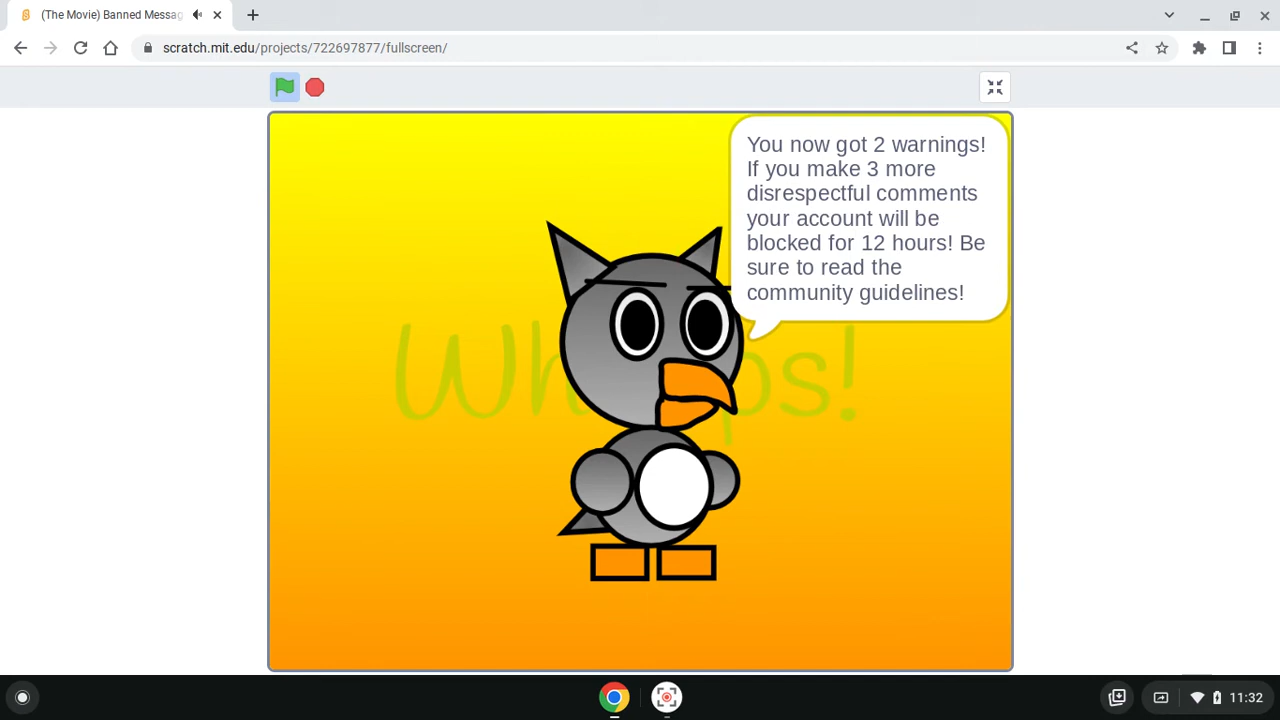 (The Movie) Banned Messag
scratch.mit.edu/projects/722697877/fullscreen/
You now got 2 warnings!
If you make 3 more
disrespectful comments
your account will be
blocked for 12 hours! Be
sure to read the
community guidelines!
11:32